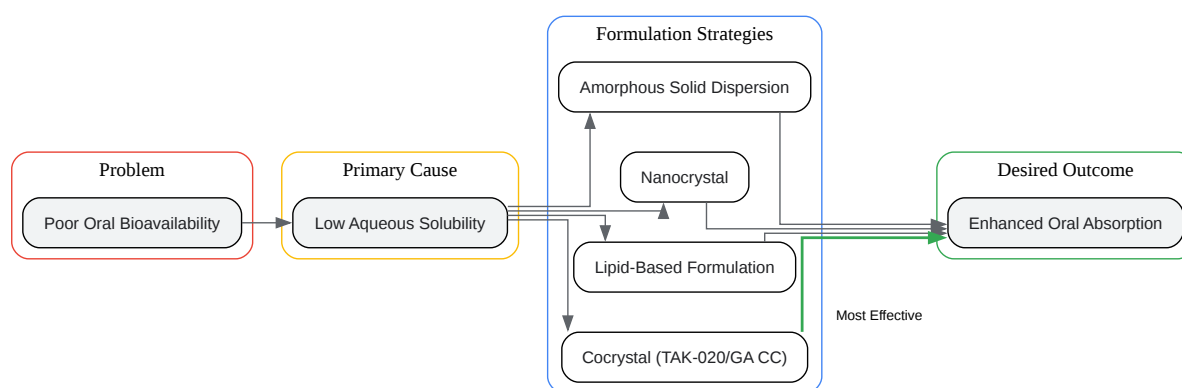 Problem
Poor Oral Bioavailability
Primary Cause
Low Aqueous Solubility
Formulation Strategies
Amorphous Solid Dispersion
Nanocrystal
Lipid-Based Formulation
Cocrystal (TAK-020/GA CC)
Most Effective
Desired Outcome
Enhanced Oral Absorption